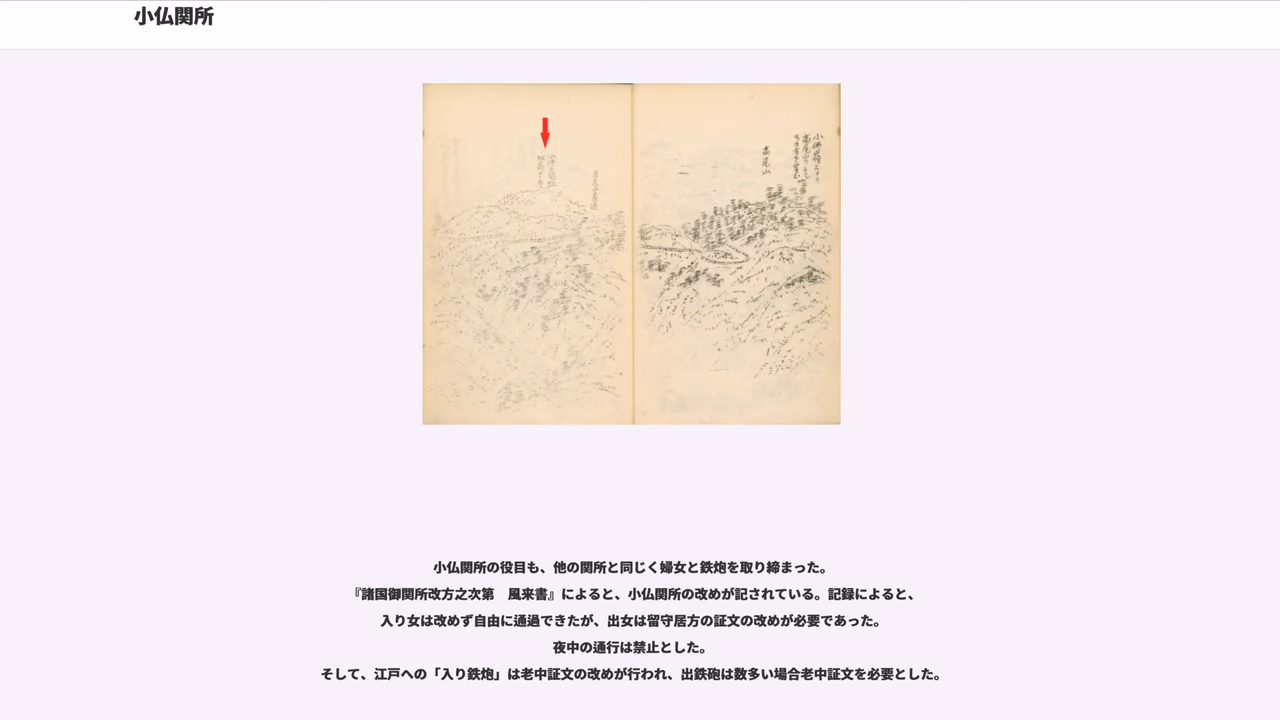 小仏関所
小佛
高尾山
小仏関所の役目も、他の関所と同じく婦女と鉄炮を取り締まった。
『諸国御関所改方之次第　風来書』によると、小仏関所の改めが記されている。記録によると、
入り女は改めず自由に通過できたが、出女は留守居方の証文の改めが必要であった。
夜中の通行は禁止とした。
そして、江戸への「入り鉄炮」は老中証文の改めが行われ、出鉄砲は数多い場合老中証文を必要とした。